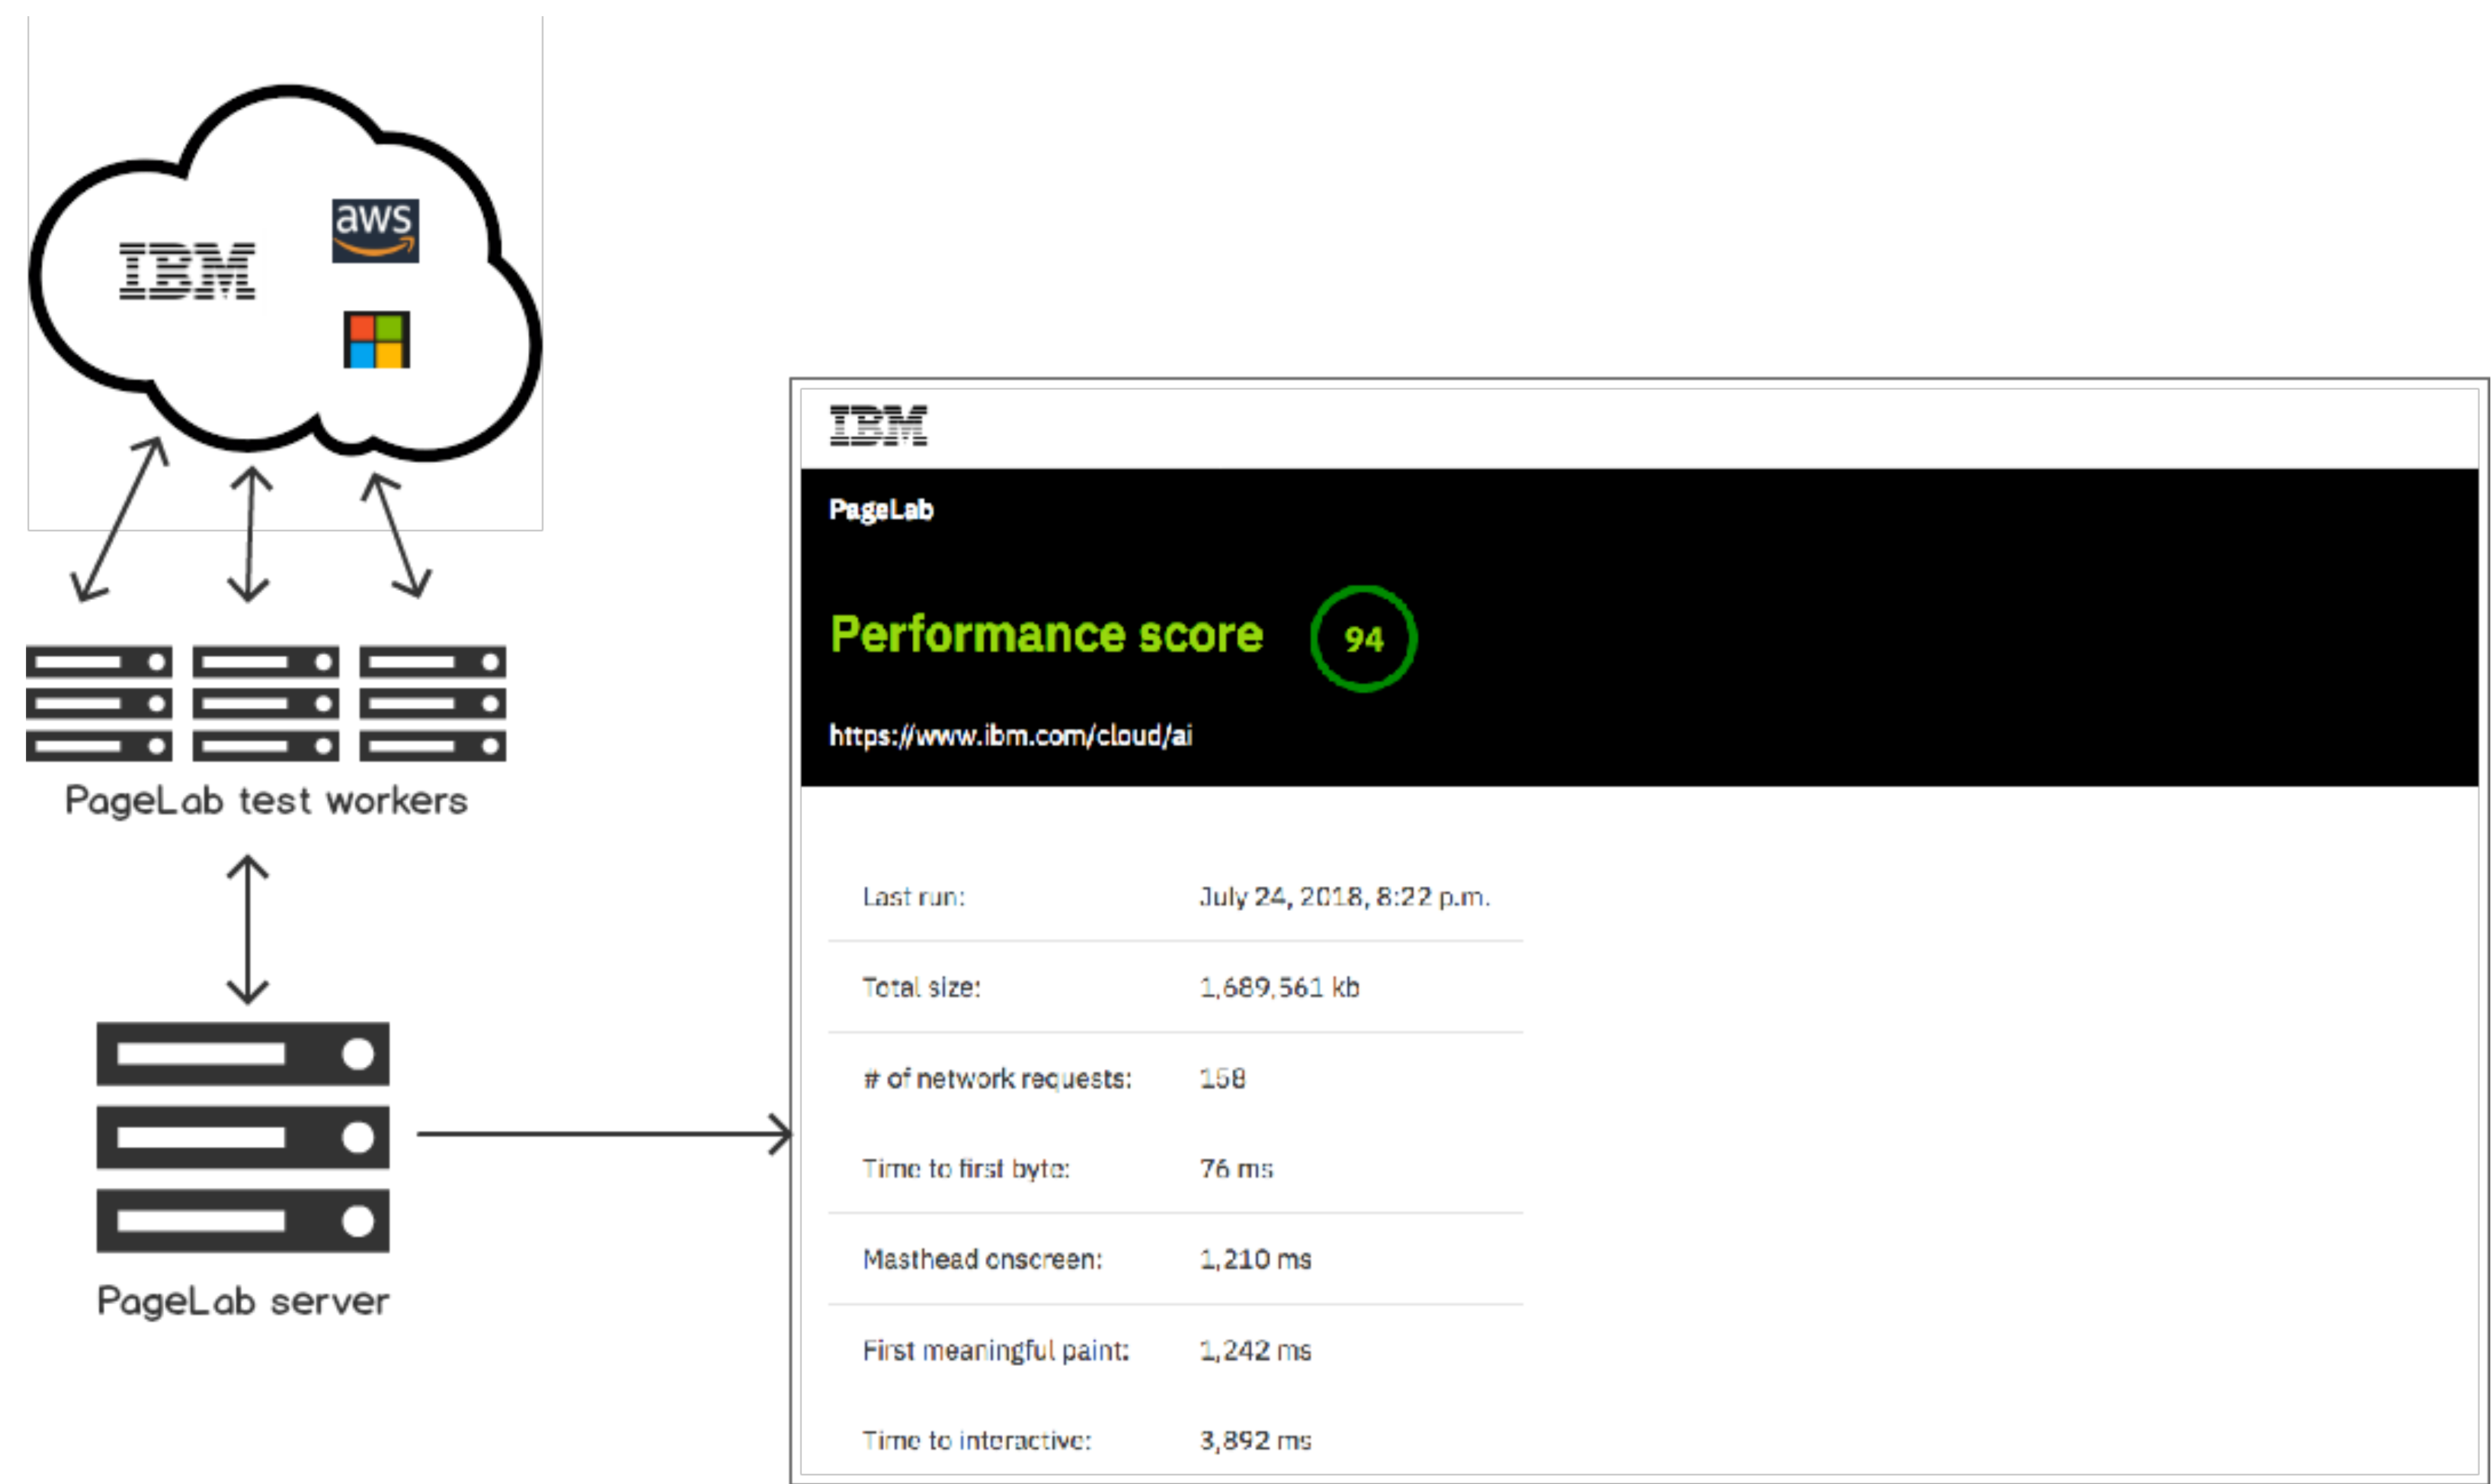 aws
IBM
PageLab test workers
PageLab server
IBM
PageLab
Performance score 94
https://www.ibm.com/cloud/ai
Last run: July 24, 2018, 8:22 p.m.
Total size: 1,689,561 kb
# of network requests: 158
Time to first byte: 76 ms
Masthead onscreen: 1,210 ms
First meaningful paint: 1,242 ms
Time to interactive: 3,892 ms